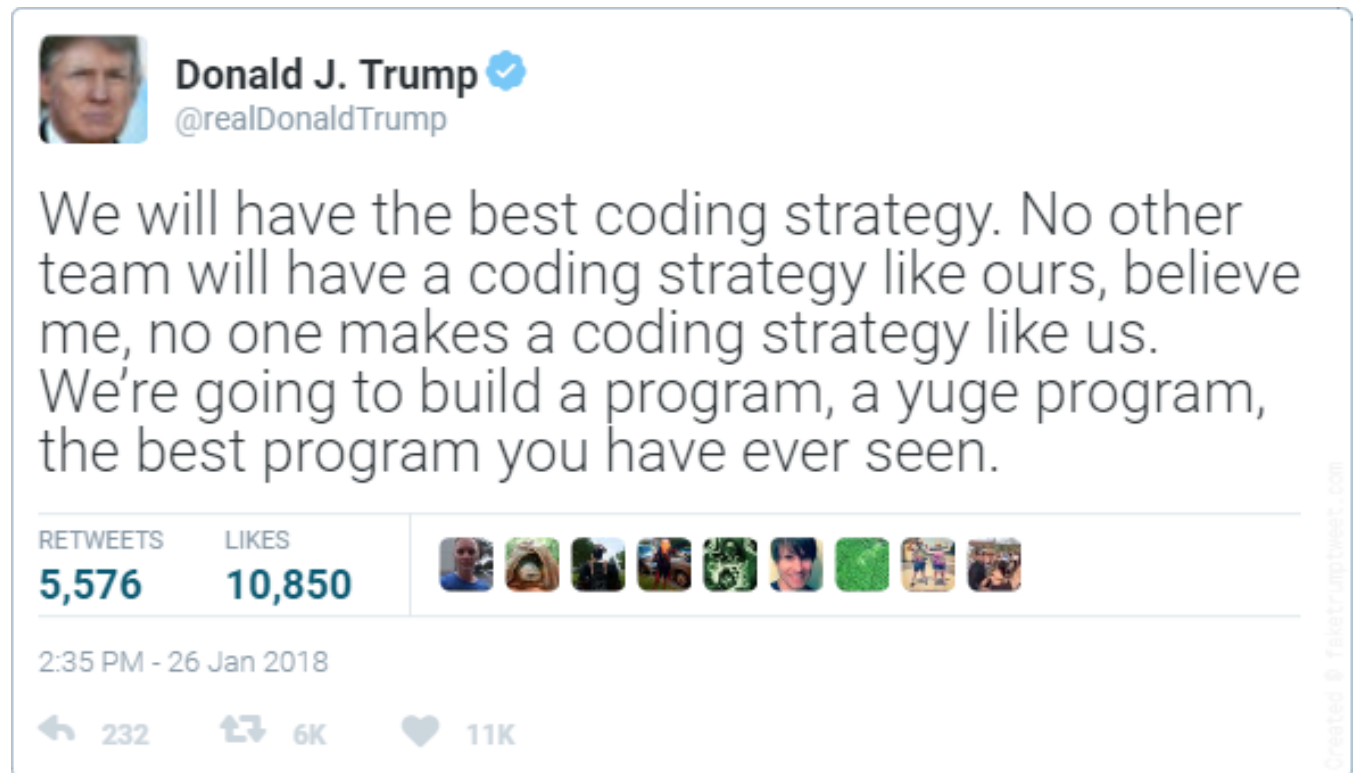 Donald J. Trump
@realDonaldTrump
We will have the best coding strategy. No other
team will have a coding strategy like ours, believe
me, no one makes a coding strategy like us.
We're going to build a program, a yuge program,
the best program you have ever seen.
RETWEETS LIKES
5,576 10,850
2:35 PM - 26 Jan 2018
232 6K 11K
Created @ faketrumptweet.com